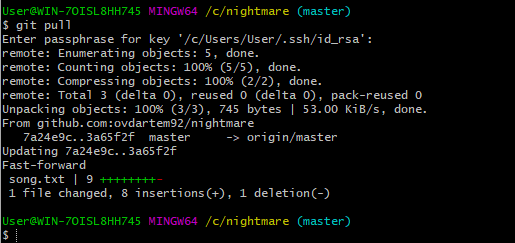 User@WIN-7OISL8HH745 MINGW64 /c/nightmare (master)
$ git pull
Enter passphrase for key '/c/Users/User/.ssh/id_rsa':
remote: Enumerating objects: 5, done.
remote: Counting objects: 100% (5/5), done.
remote: Compressing objects: 100% (2/2), done.
remote: Total 3 (delta 0), reused 0 (delta 0), pack-reused 0
Unpacking objects: 100% (3/3), 745 bytes | 53.00 KiB/s, done.
From github.com:ovdartem92/nightmare
   7a24e9c..3a65f2f  master     -> origin/master
Updating 7a24e9c..3a65f2f
Fast-forward
 song.txt | 9 ++++++++-
 1 file changed, 8 insertions(+), 1 deletion(-)
User@WIN-7OISL8HH745 MINGW64 /c/nightmare (master)
$